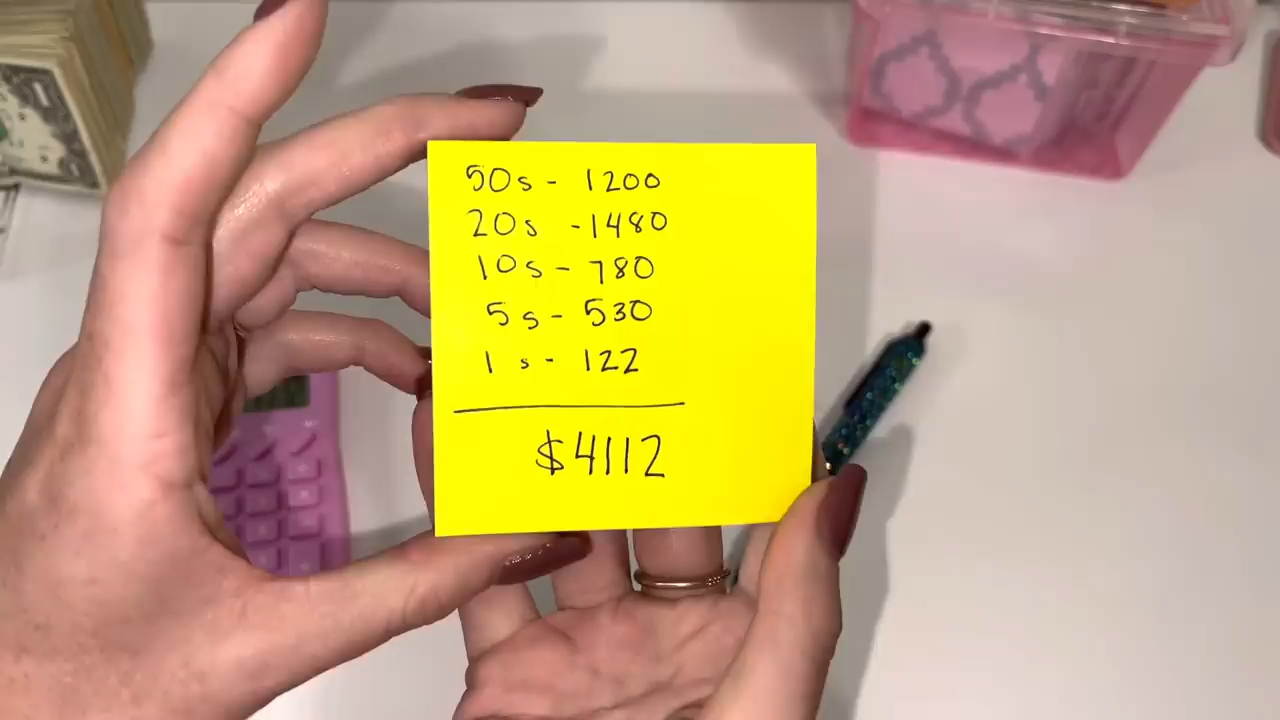 50s - 1200
20s - 1480
10s - 780
5s - 530
1s - 122
$4112